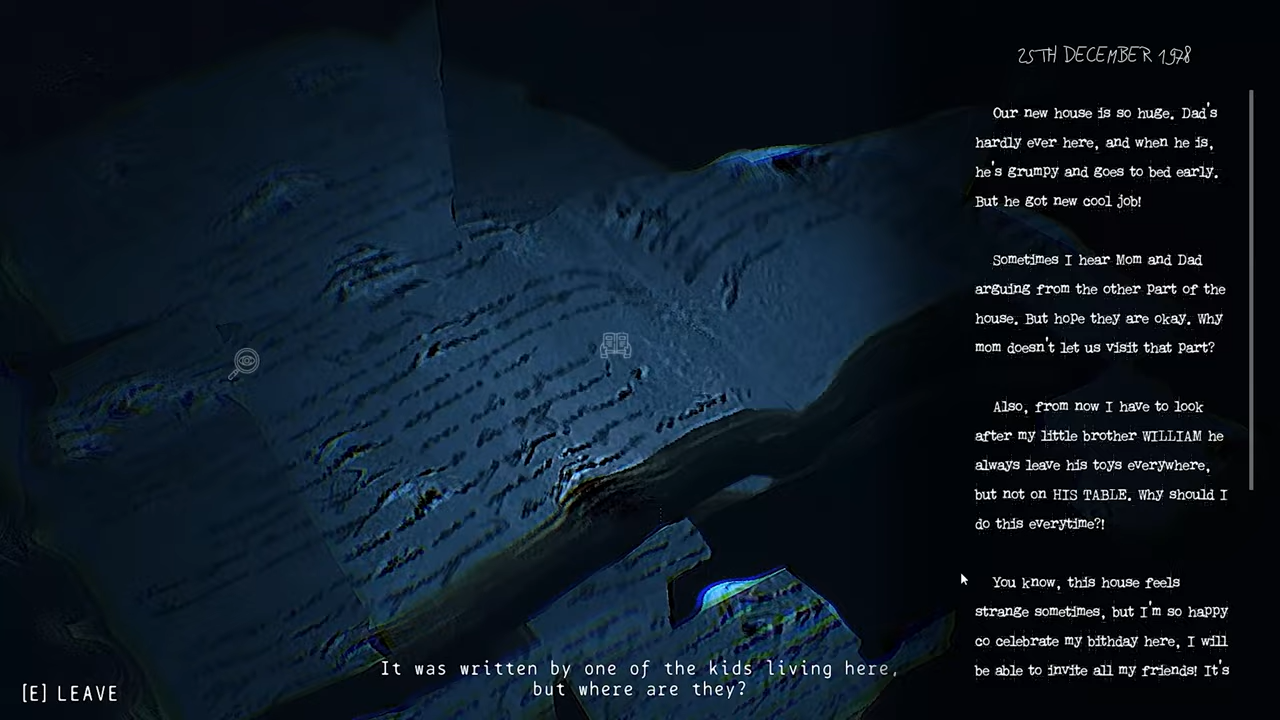 25TH DECEMBER 1978
Our new house is so huge. Dad's
hardly ever here, and when he is,
he's grumpy and goes to bed early.
But he got new cool job!
Sometimes I hear Mom and Dad
arguing from the other part of the
house. But hope they are okay. Why
mom doesn't let us visit that part?
Also, from now I have to look
after my little brother WILLIAM he
always leave his toys everywhere,
but not on HIS TABLE. Why should I
do this everytime?!
You know, this house feels
strange sometimes, but I'm so happy
co celebrate my bithday here, I will
be able to invite all my friends! It's
It was written by one of the kids living here,
but where are they?
[E] LEAVE